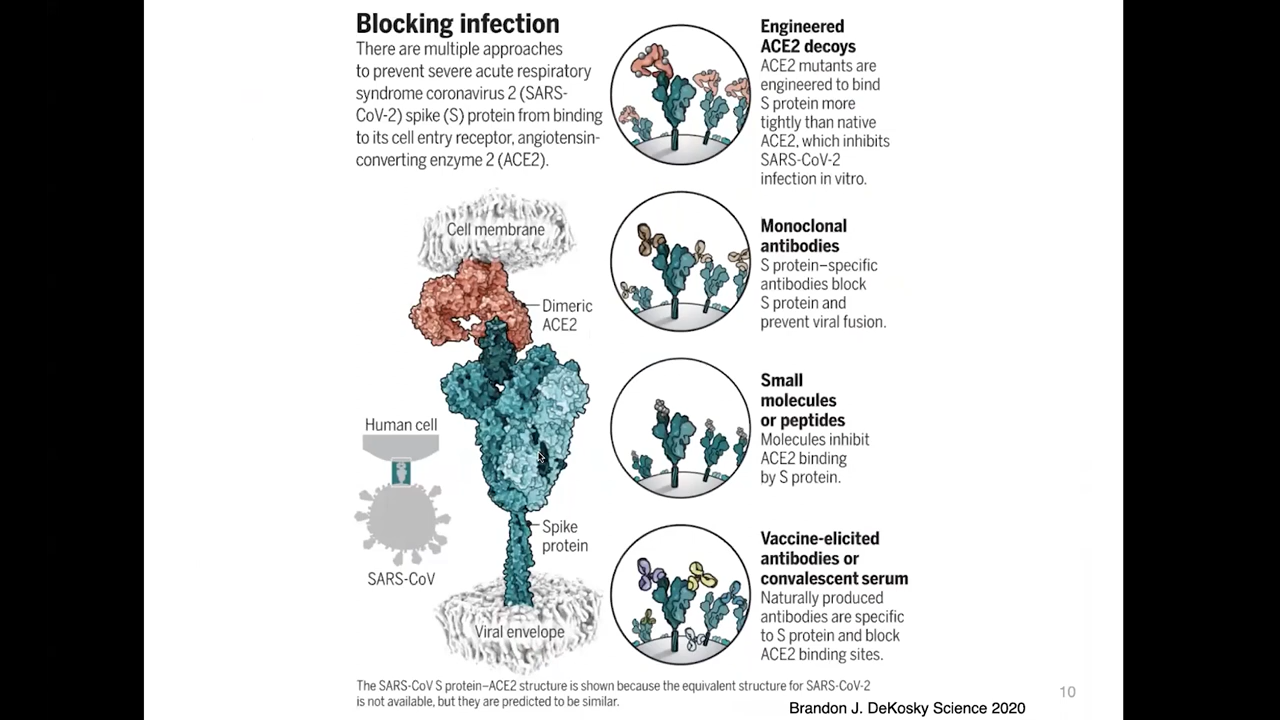 Blocking infection
There are multiple approaches
to prevent severe acute respiratory
syndrome coronavirus 2 (SARS-
CoV-2) spike (S) protein from binding
to its cell entry receptor, angiotensin-
converting enzyme 2 (ACE2).
Cell membrane
Dimeric
ACE2
Human cell
Spike
protein
SARS-CoV
Viral envelope
Engineered
ACE2 decoys
ACE2 mutants are
engineered to bind
S protein more
tightly than native
ACE2, which inhibits
SARS-CoV-2
infection in vitro.
Monoclonal
antibodies
S protein–specific
antibodies block
S protein and
prevent viral fusion.
Small
molecules
or peptides
Molecules inhibit
ACE2 binding
by S protein.
Vaccine-elicited
antibodies or
convalescent serum
Naturally produced
antibodies are specific
to S protein and block
ACE2 binding sites.
The SARS-CoV S protein–ACE2 structure is shown because the equivalent structure for SARS-CoV-2
is not available, but they are predicted to be similar.
10
Brandon J. DeKosky Science 2020